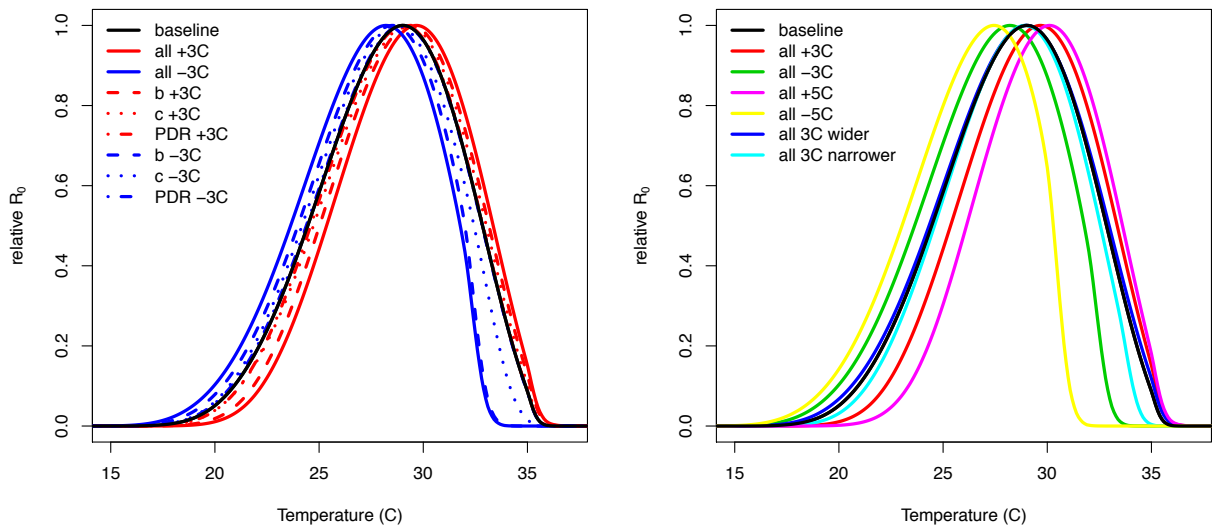 baseline
all +3C
all −3C
b +3C
c +3C
PDR +3C
b −3C
c −3C
PDR −3C
relative R₀
0.0
0.2
0.4
0.6
0.8
1.0
15
20
25
30
35
Temperature (C)
baseline
all +3C
all −3C
all +5C
all −5C
all 3C wider
all 3C narrower
relative R₀
0.0
0.2
0.4
0.6
0.8
1.0
15
20
25
30
35
Temperature (C)